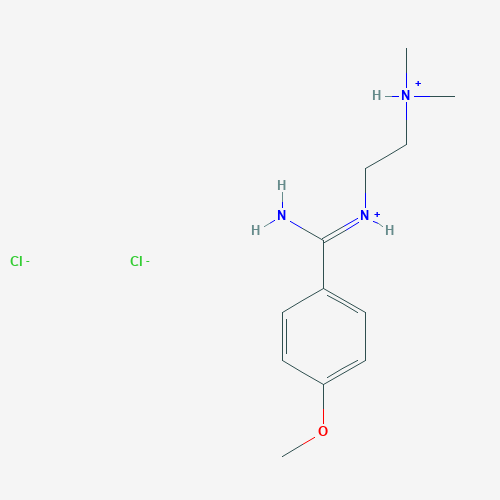 H N +
H
H N N + H
Cl - Cl -
O